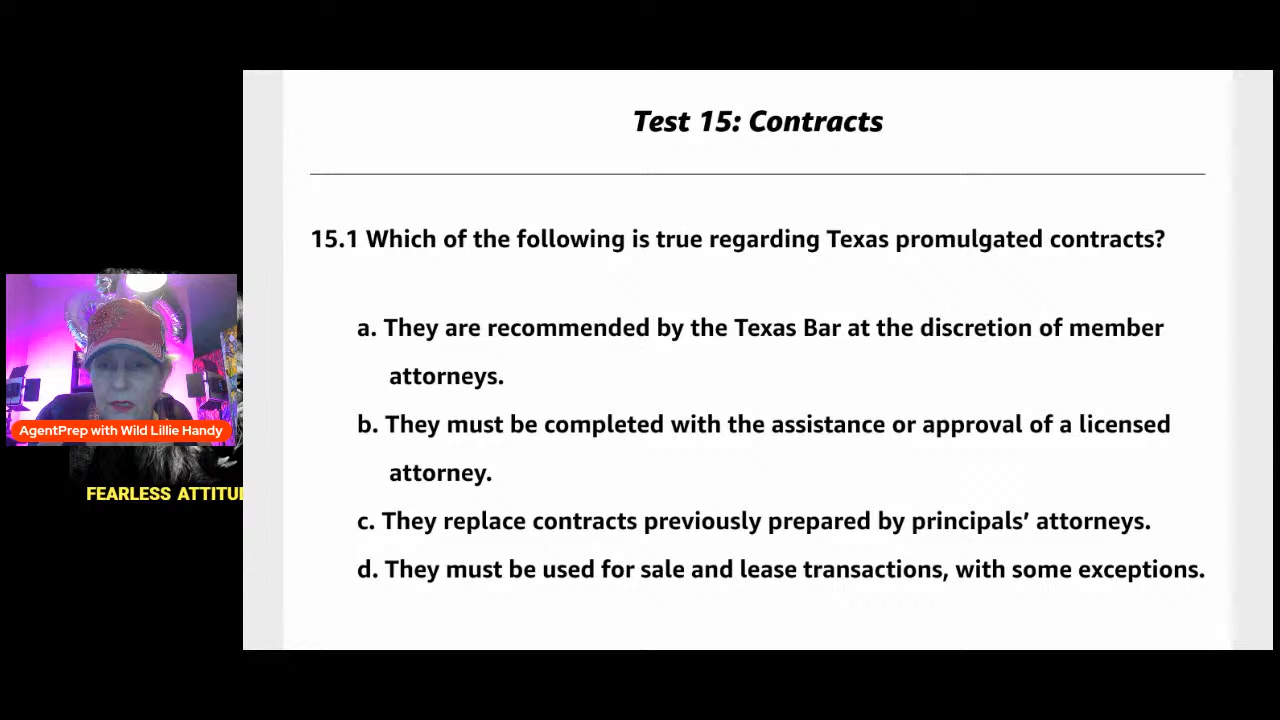 Test 15: Contracts
15.1 Which of the following is true regarding Texas promulgated contracts?
a. They are recommended by the Texas Bar at the discretion of member
attorneys.
b. They must be completed with the assistance or approval of a licensed
attorney.
c. They replace contracts previously prepared by principals’ attorneys.
d. They must be used for sale and lease transactions, with some exceptions.
AgentPrep with Wild Lillie Handy
FEARLESS